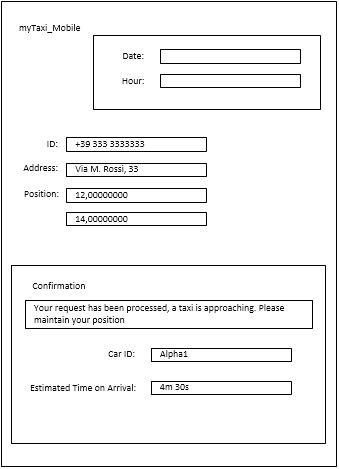 myTaxi_Mobile
Date:
Hour:
ID: +39 333 3333333
Address: Via M. Rossi, 33
Position: 12,00000000
14,00000000
Confirmation
Your request has been processed, a taxi is approaching. Please
maintain your position
Car ID: Alpha1
Estimated Time on Arrival: 4m 30s